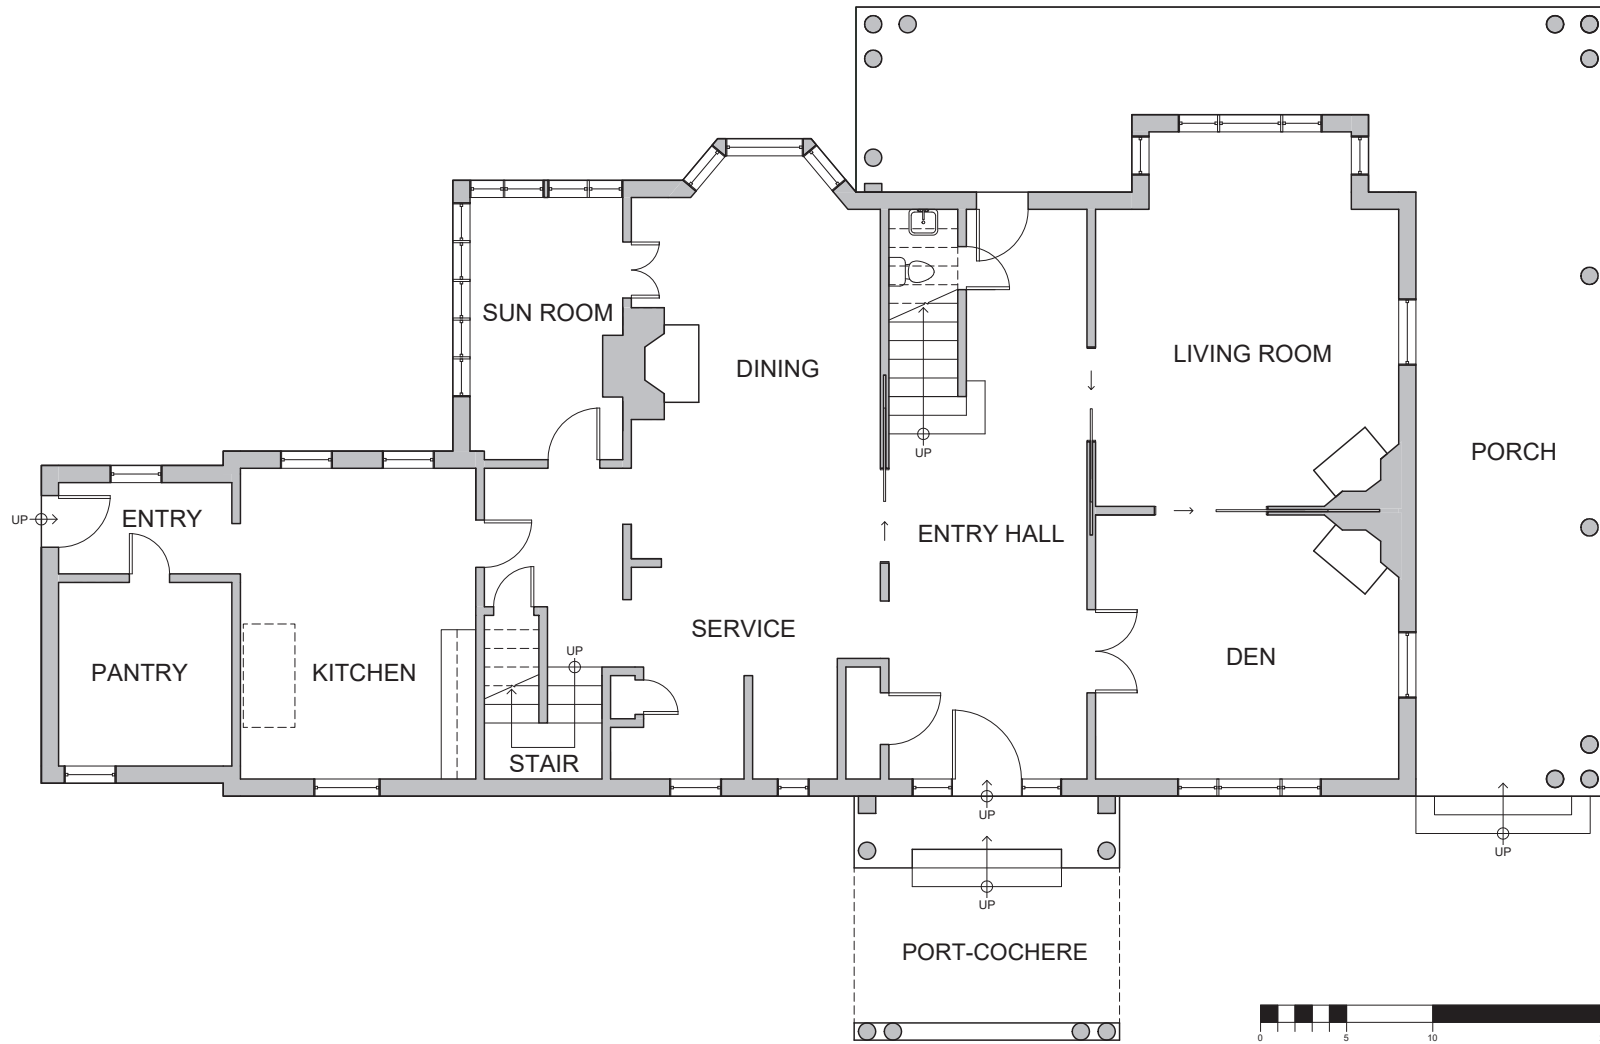 SUN ROOM
DINING
LIVING ROOM
PORCH
UP
UP
ENTRY
ENTRY HALL
SERVICE
UP
DEN
PANTRY
KITCHEN
STAIR
UP
UP
UP
PORT-COCHERE
0
5
10